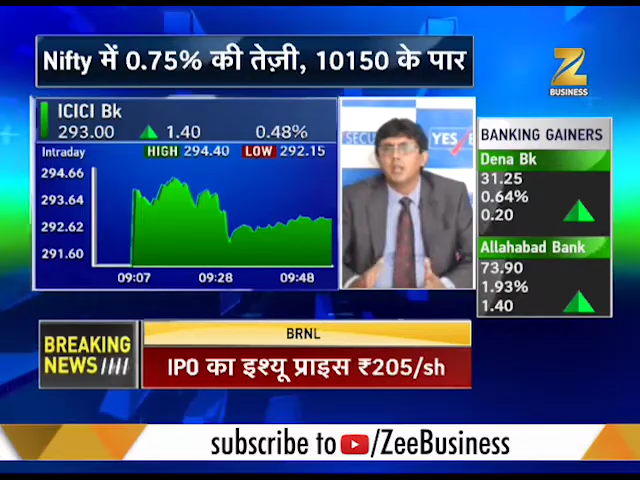 Nifty में 0.75% की तेज़ी, 10150 के पार
Z
BUSINESS
ICICI Bk
293.00 1.40 0.48%
Intraday HIGH 294.40 LOW 292.15
294.66
293.64
292.62
291.60
09:07 09:28 09:48
SECU YES
BANKING GAINERS
Dena Bk
31.25
0.64%
0.20
Allahabad Bank
73.90
1.93%
1.40
BREAKING
NEWS
BRNL
IPO का इश्यू प्राइस ₹205/sh
subscribe to /ZeeBusiness